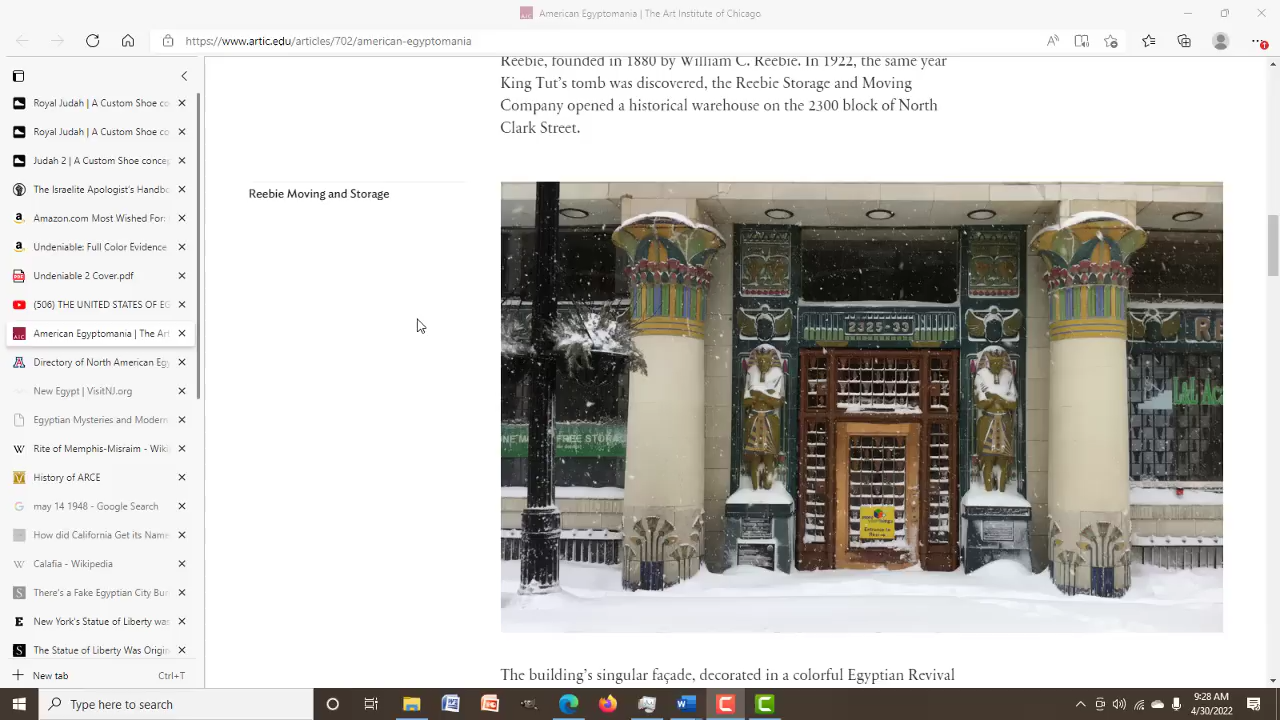 American Egyptomania | The Art Institute of Chicago
https://www.artic.edu/articles/702/american-egyptomania
Royal Judah | A Custom Shoe co
Royal Judah | A Custom Shoe co
Judah 2 | A Custom Shoe concep
The Israelite Apologist's Handbo
Amazon.com Most Wished For:
Undeniable: Full Color Evidence
Undeniable 2 Cover.pdf
(508) THE UNITED STATES OF EG
American Egyptomania | The Art
Directory of North American Eg
New Egypt | VisitNJ.org
Egyptian Mysteries and Modern
Rite of Memphis-Misraim - Wiki
History of ARCE
may 14 1948 - Google Search
How did California Get its Name
Calafia - Wikipedia
There's a Fake Egyptian City Bur
New York's Statue of Liberty was
The Statue of Liberty Was Origin
New tab
Ctrl+T
Reebie, founded in 1880 by William C. Reebie. In 1922, the same year
King Tut's tomb was discovered, the Reebie Storage and Moving
Company opened a historical warehouse on the 2300 block of North
Clark Street.
Reebie Moving and Storage
2325-33
RE
FREE STORA
The building's singular façade, decorated in a colorful Egyptian Revival
Type here to search
9:28 AM
4/30/2022